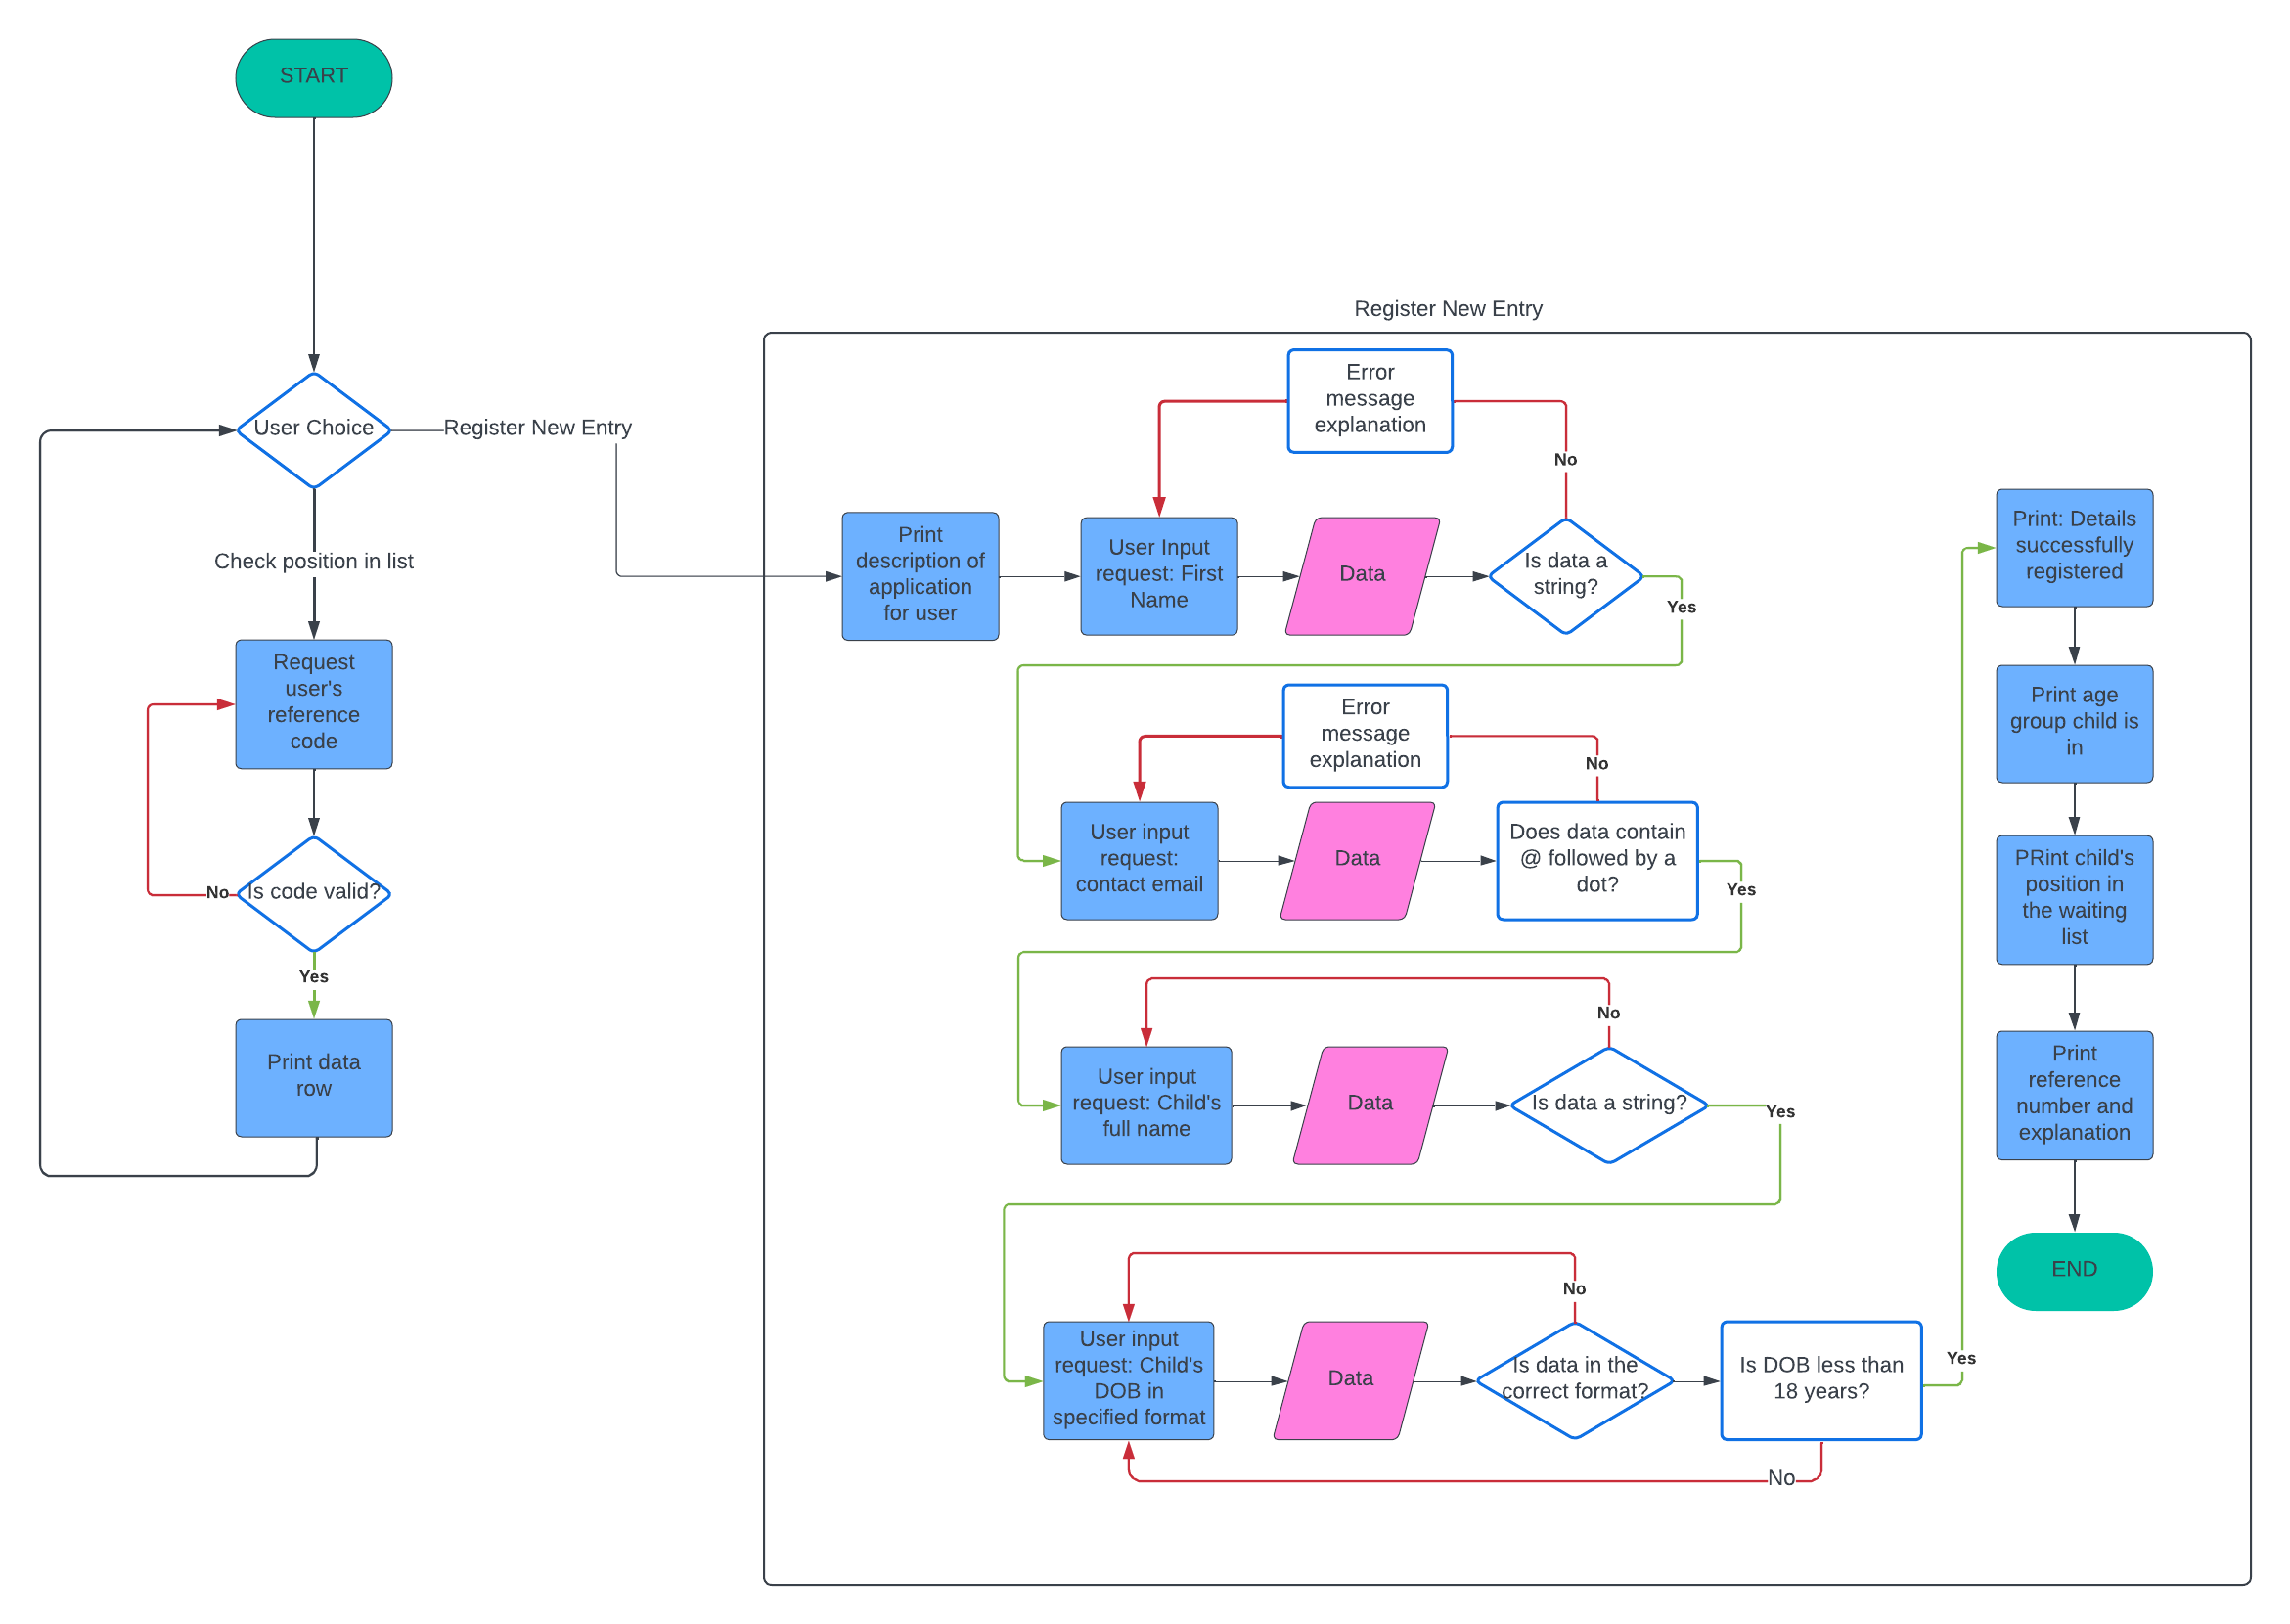 START
User Choice
Register New Entry
Check position in list
Request
user's
reference
code
Is code valid?
No
Yes
Print data
row
Register New Entry
Error
message
explanation
No
Print
description of
application
for user
User Input
request: First
Name
Data
Is data a
string?
Yes
Error
message
explanation
No
User input
request:
contact email
Data
Does data contain
@ followed by a
dot?
Yes
No
User input
request: Child's
full name
Data
Is data a string?
Yes
No
User input
request: Child's
DOB in
specified format
Data
Is data in the
correct format?
Is DOB less than
18 years?
No
Yes
Print: Details
successfully
registered
Print age
group child is
in
PRint child's
position in
the waiting
list
Print
reference
number and
explanation
END